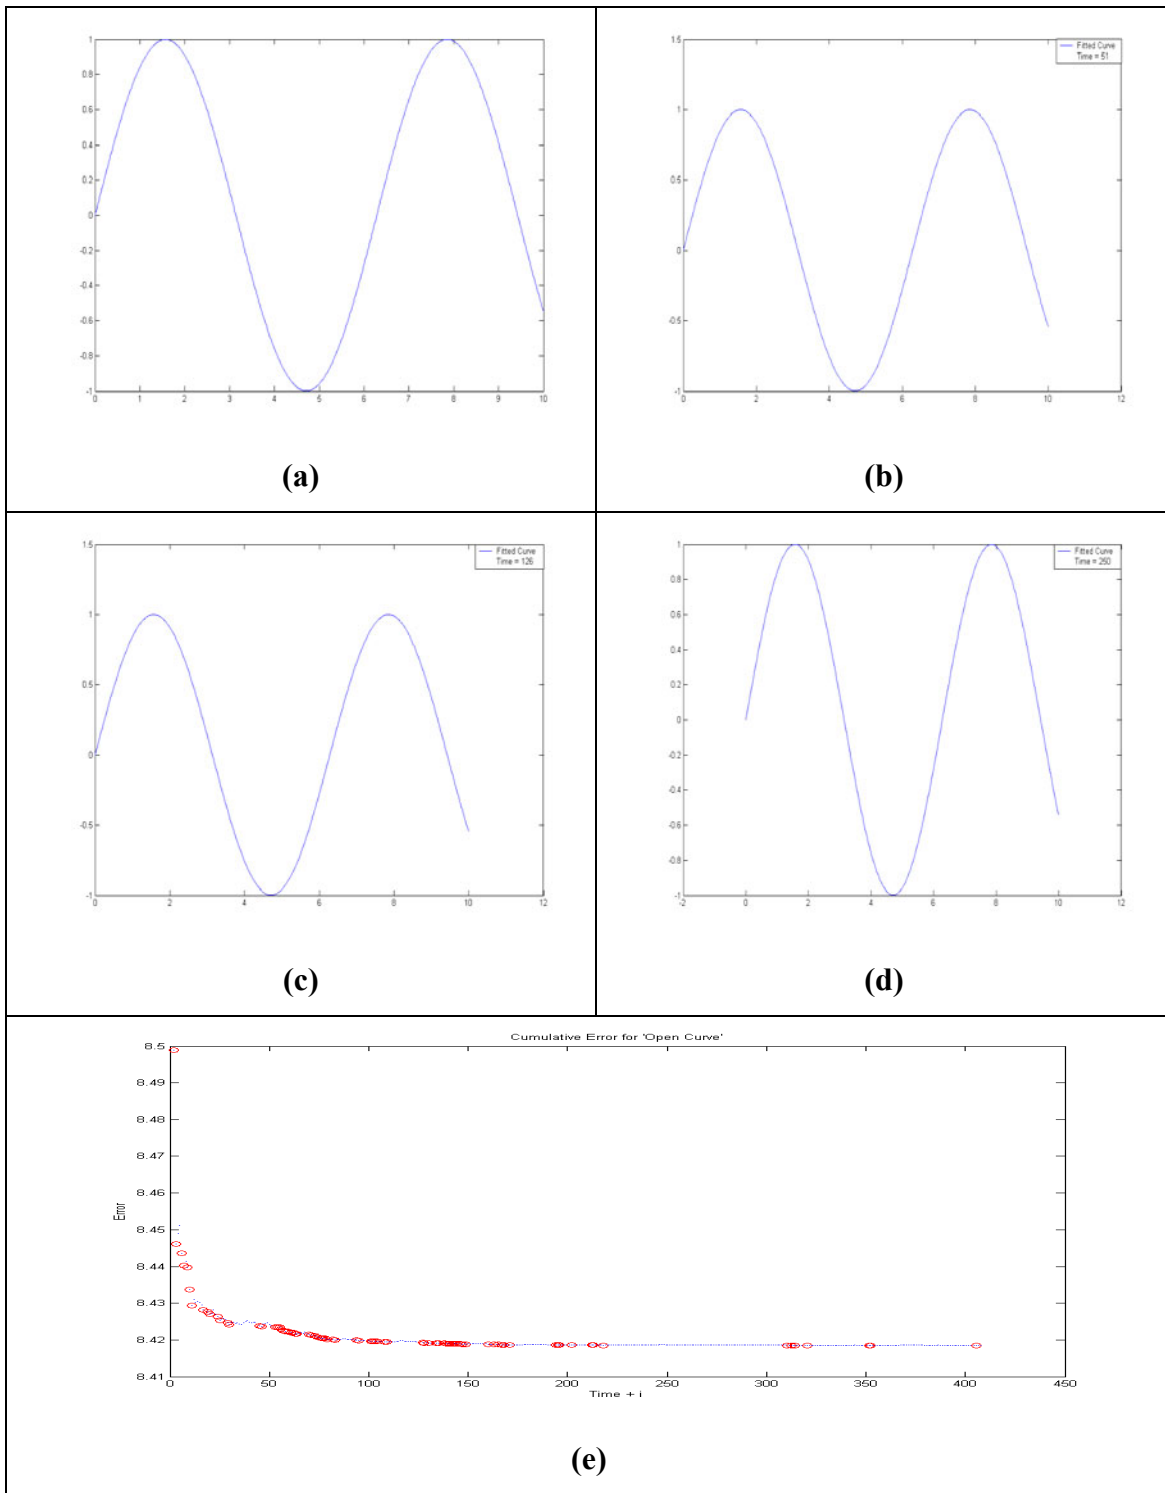 1
0.8
0.6
0.4
0.2
0
-0.2
-0.4
-0.6
-0.8
-1
0 1 2 3 4 5 6 7 8 9 10
(a)
1.5
1
0.5
0
-0.5
-1
0 2 4 6 8 10 12
Fitted Curve
Time = 51
(b)
1.5
1
0.5
0
-0.5
-1
0 2 4 6 8 10 12
Fitted Curve
Time = 126
(c)
1
0.8
0.6
0.4
0.2
0
-0.2
-0.4
-0.6
-0.8
-1
-2 0 2 4 6 8 10 12
Fitted Curve
Time = 250
(d)
Cumulative Error for 'Open Curve'
8.5
8.49
8.48
8.47
8.46
8.45
8.44
8.43
8.42
8.41
Error
0 50 100 150 200 250 300 350 400 450
Time + i
(e)